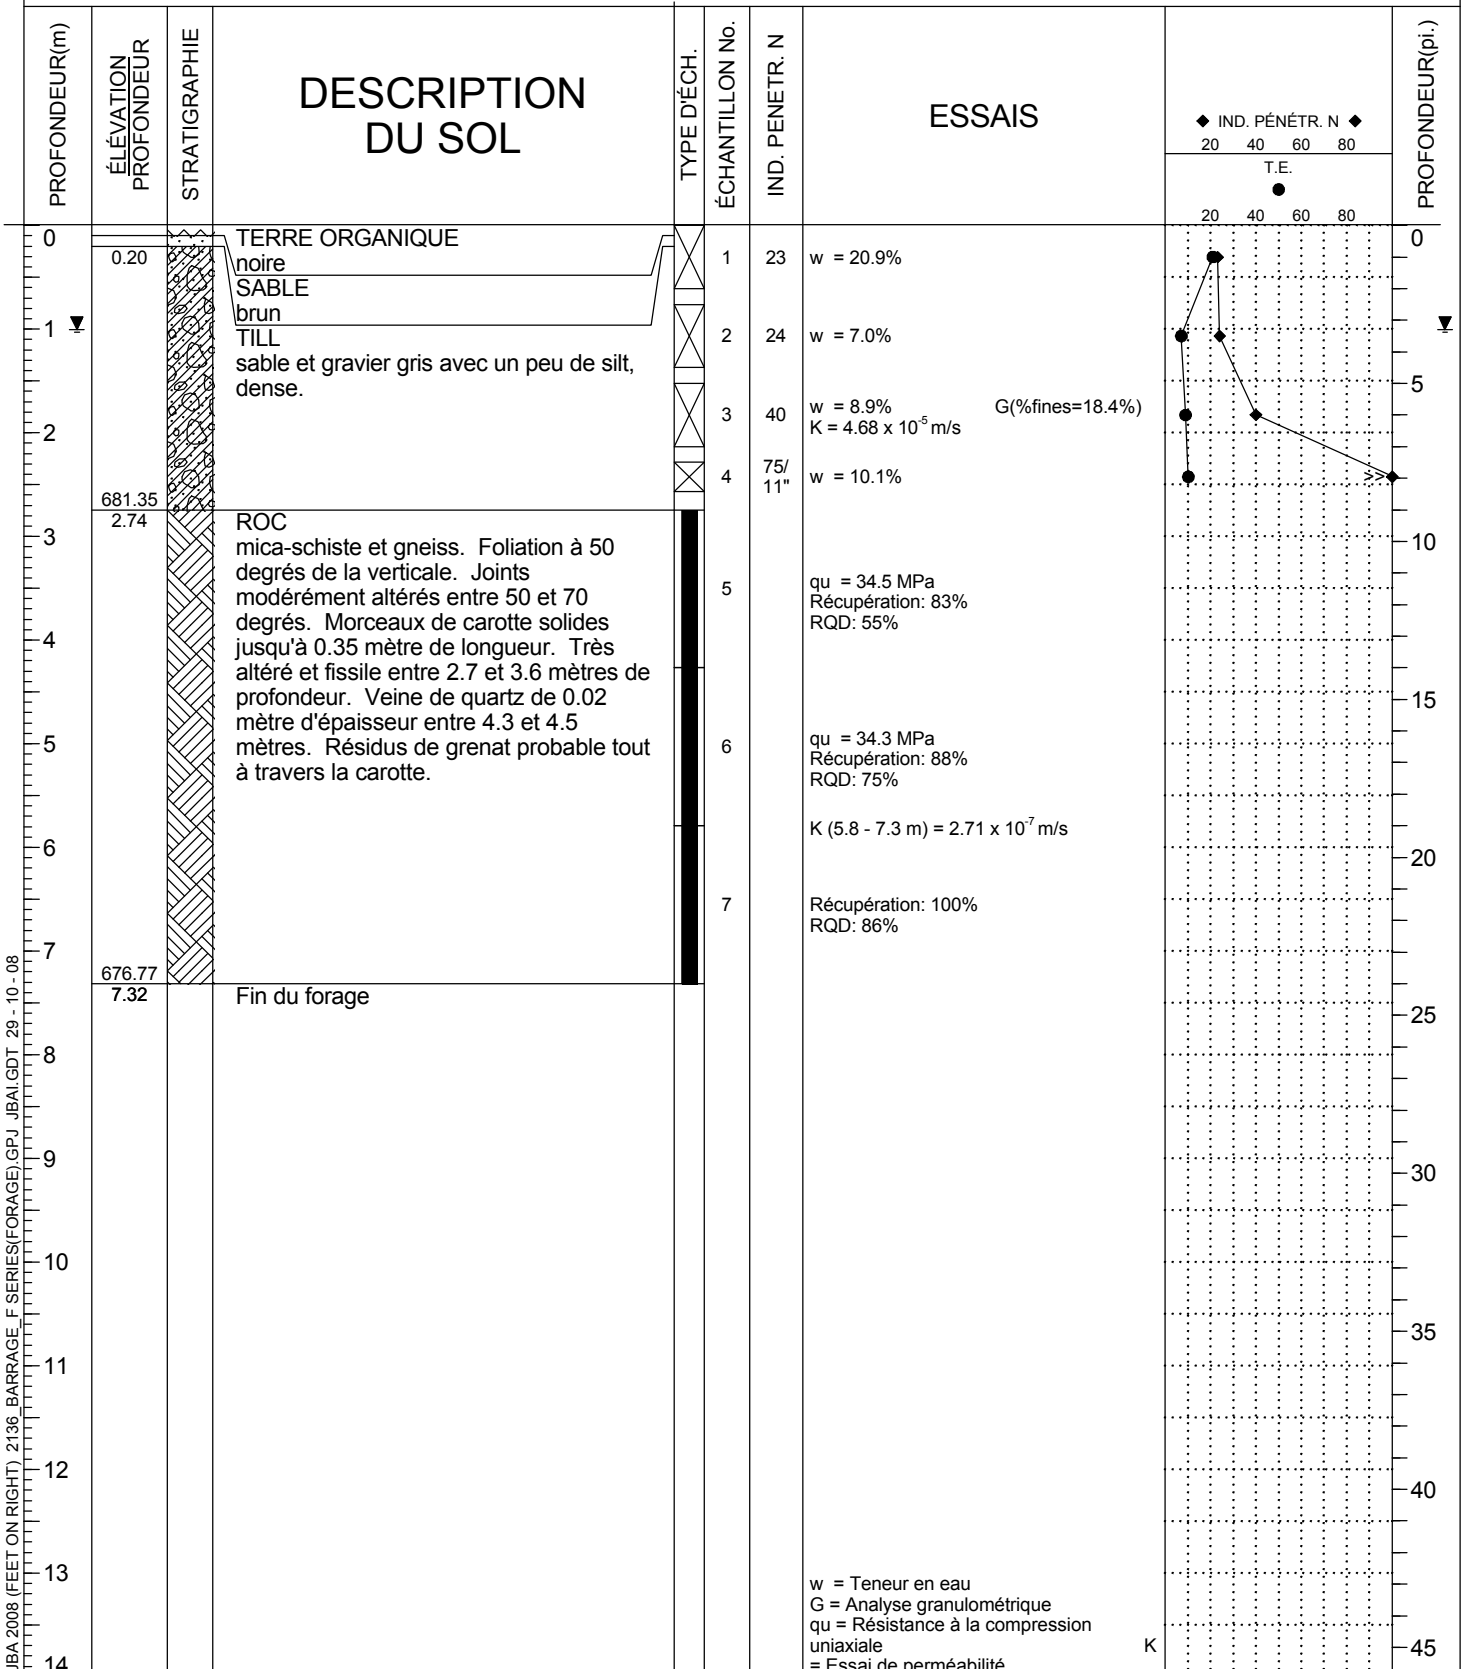 PROFONDEUR(m)
ÉLÉVATION
PROFONDEUR
STRATIGRAPHIE
DESCRIPTION
DU SOL
TYPE D'ÉCH.
ÉCHANTILLON No.
IND. PENETR. N
ESSAIS
◆ IND. PÉNÉTR. N ◆
20 40 60 80
T.E.
●
20 40 60 80
PROFONDEUR(pi.)
0
0.20
TERRE ORGANIQUE
noire
SABLE
brun
1
TILL
sable et gravier gris avec un peu de silt,
dense.
2
1 23 w = 20.9%
2 24 w = 7.0%
3 40 w = 8.9% G(%fines=18.4%)
K = 4.68 x 10-5 m/s
4 75/
11" w = 10.1%
>>
681.35
2.74
3
ROC
mica-schiste et gneiss. Foliation à 50
degrés de la verticale. Joints
modérément altérés entre 50 et 70
degrés. Morceaux de carotte solides
jusqu'à 0.35 mètre de longueur. Très
altéré et fissile entre 2.7 et 3.6 mètres de
profondeur. Veine de quartz de 0.02
mètre d'épaisseur entre 4.3 et 4.5
mètres. Résidus de grenat probable tout
à travers la carotte.
4
5
6
7
5 qu = 34.5 MPa
Récupération: 83%
RQD: 55%
6 qu = 34.3 MPa
Récupération: 88%
RQD: 75%
K (5.8 - 7.3 m) = 2.71 x 10-7 m/s
7 Récupération: 100%
RQD: 86%
676.77
7.32
Fin du forage
8
9
10
11
12
13
14
w = Teneur en eau
G = Analyse granulométrique
qu = Résistance à la compression
uniaxiale K
= Essai de perméabilité
0
5
10
15
20
25
30
35
40
45
JBA 2008 (FEET ON RIGHT) 2136_BARRAGE_F SERIES(FORAGE).GPJ JBAI.GDT 29 - 10 - 08